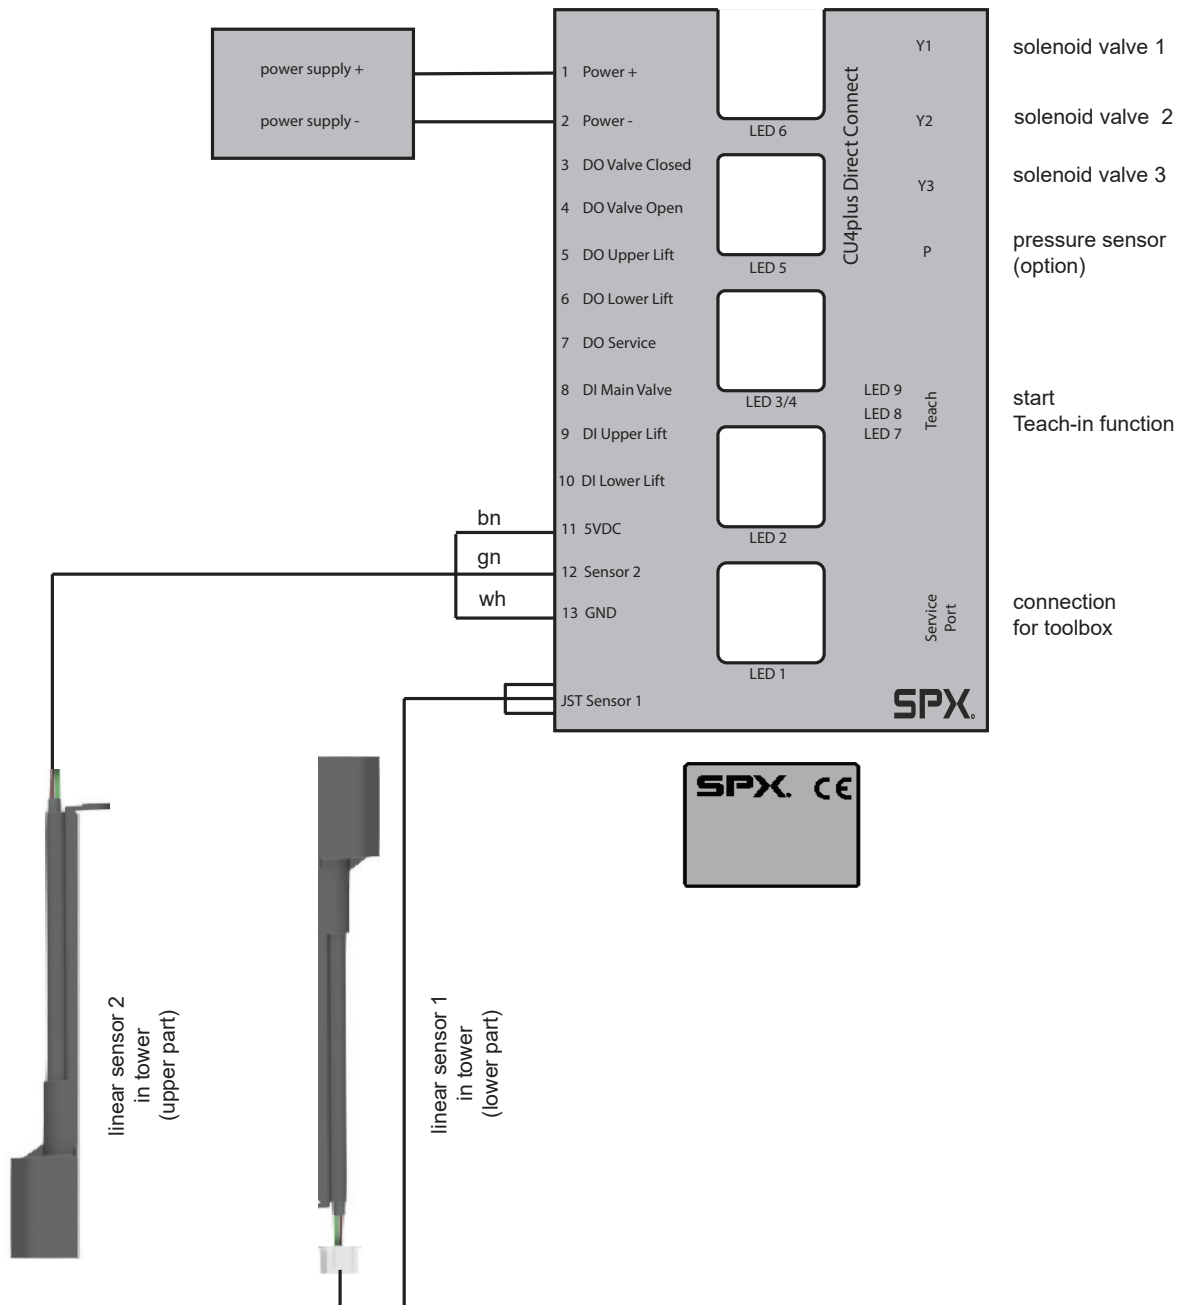 power supply +
power supply -
1 Power +
2 Power -
3 DO Valve Closed
4 DO Valve Open
5 DO Upper Lift
6 DO Lower Lift
7 DO Service
8 DI Main Valve
9 DI Upper Lift
10 DI Lower Lift
11 5VDC
12 Sensor 2
13 GND
JST Sensor 1
bn
gn
wh
LED 6
LED 5
LED 3/4
LED 2
LED 1
CU4plus Direct Connect
Y1
Y2
Y3
P
LED 9
LED 8
LED 7
Teach
Service
Port
SPX®
solenoid valve 1
solenoid valve 2
solenoid valve 3
pressure sensor
(option)
start
Teach-in function
connection
for toolbox
SPX. CE
linear sensor 2
in tower
(upper part)
linear sensor 1
in tower
(lower part)